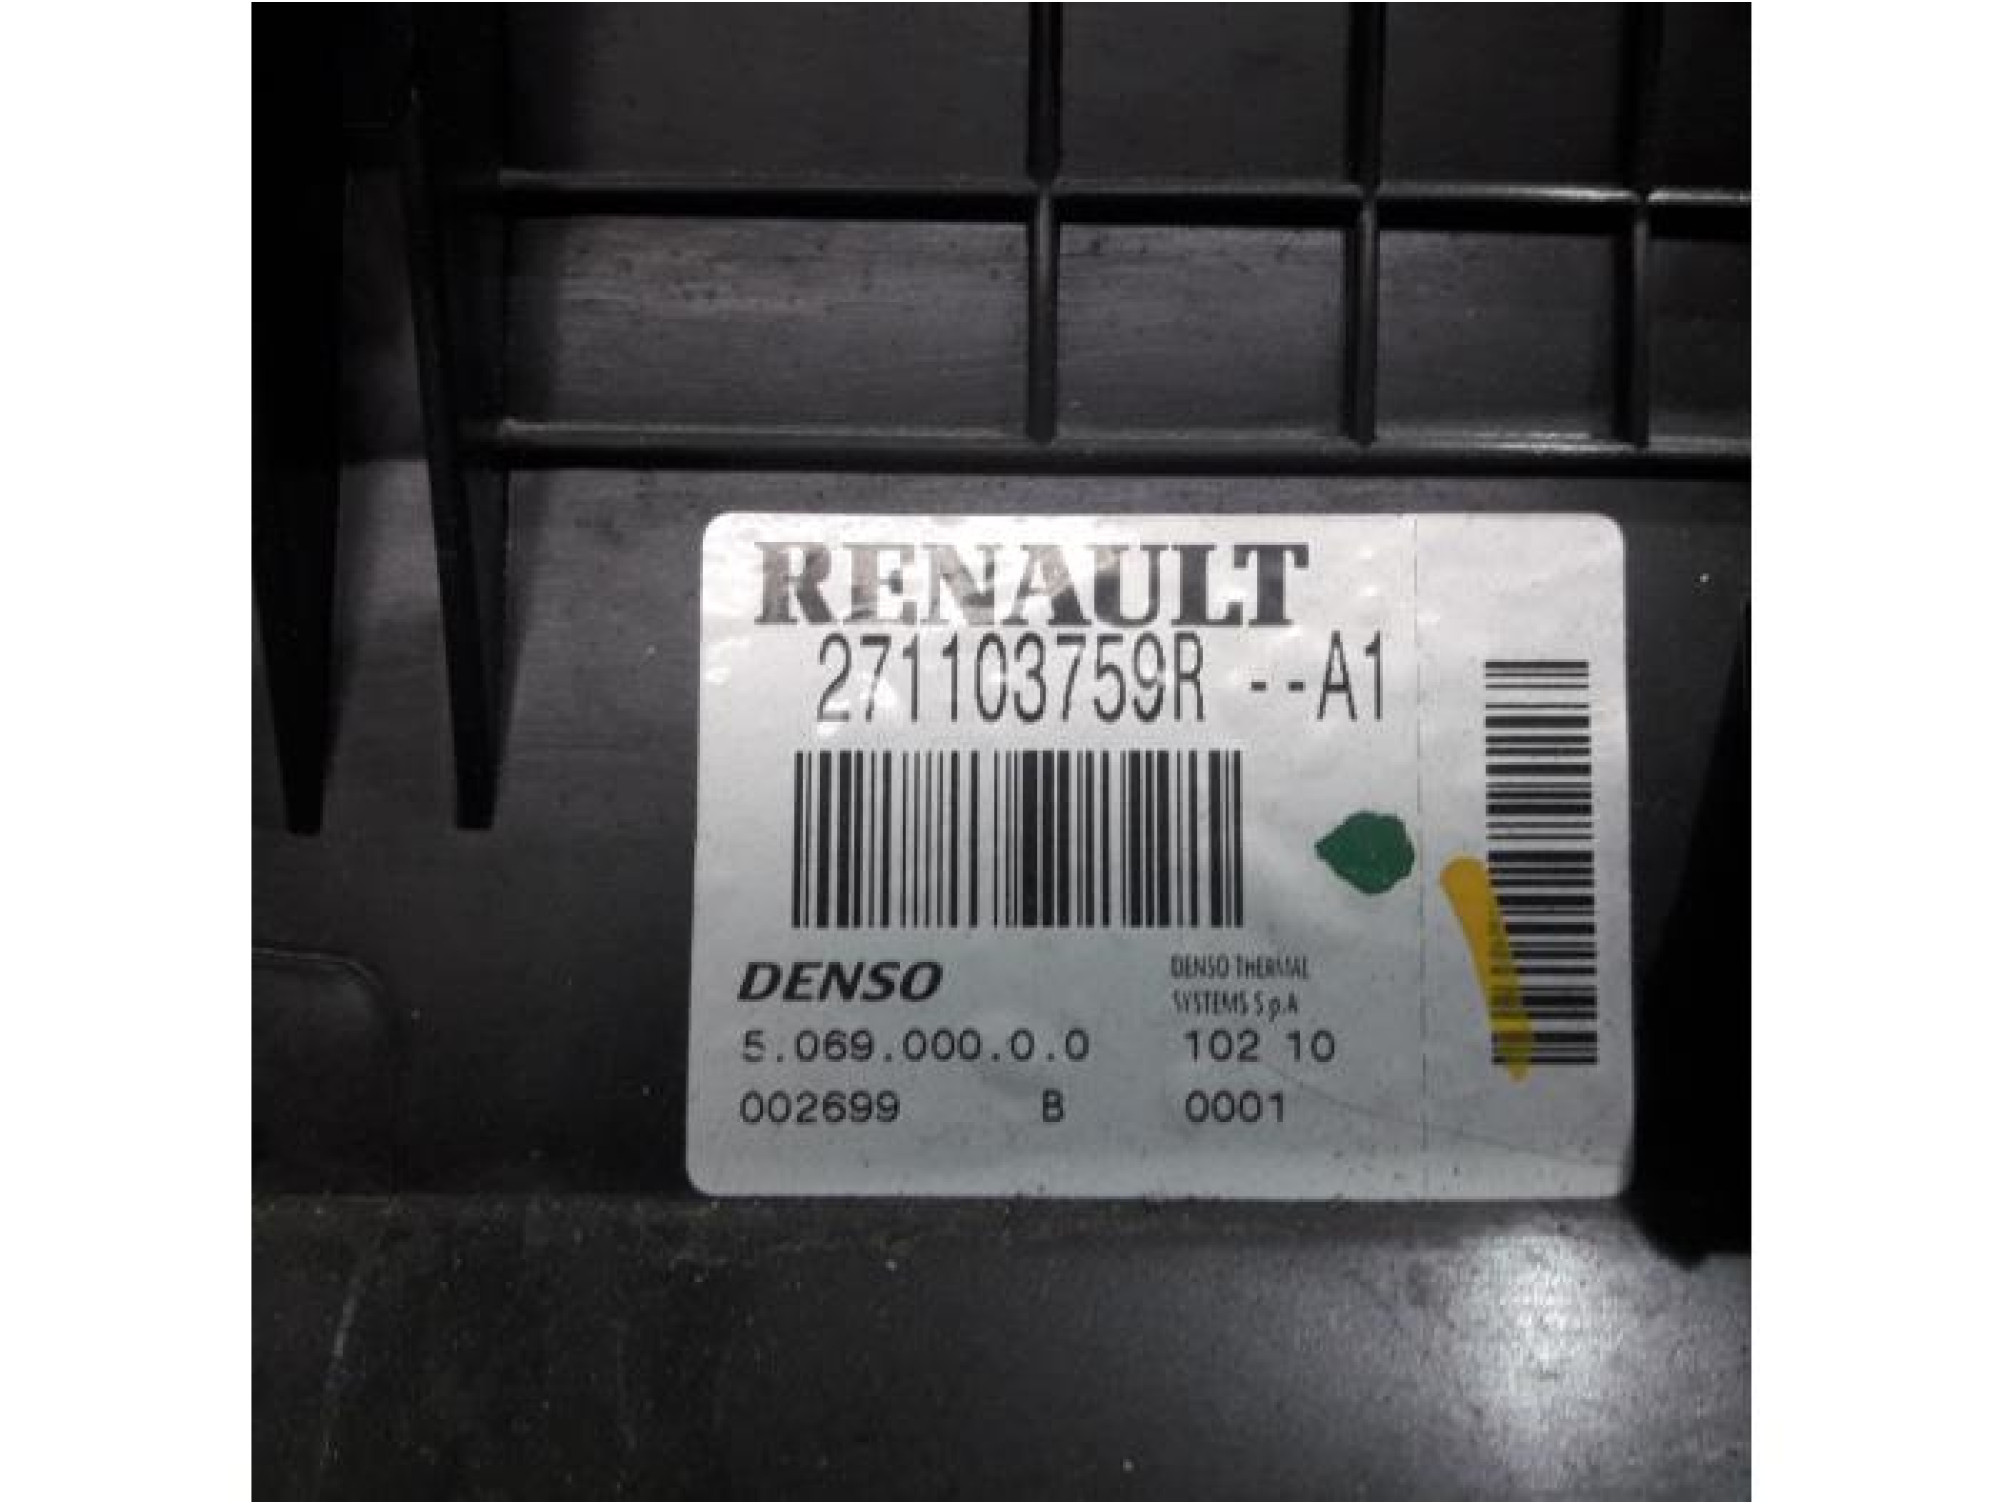 RENAULT
271103759R --A1
DENSO
DENSO THERMAL
SYSTEMS S.p.A
5.069.000.0.0 102 10
002699 B 0001